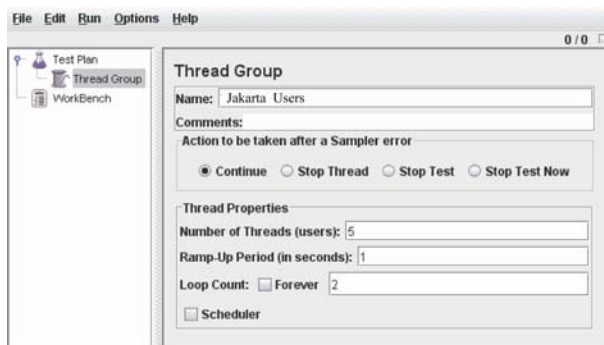 File Edit Run Options Help
0 / 0
Test Plan
Thread Group
WorkBench
Thread Group
Name: Jakarta Users
Comments:
Action to be taken after a Sampler error
Continue Stop Thread Stop Test Stop Test Now
Thread Properties
Number of Threads (users): 5
Ramp-Up Period (in seconds): 1
Loop Count: Forever 2
Scheduler